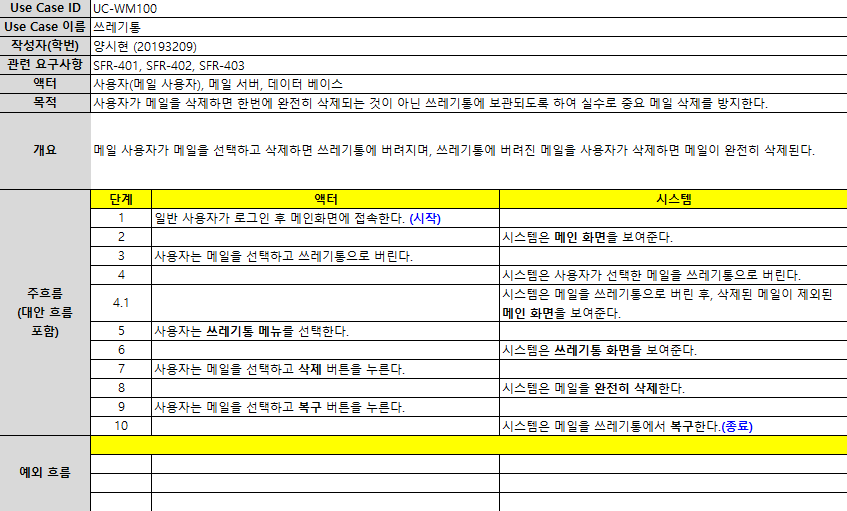 Use Case ID UC-WM100
Use Case 이름 쓰레기통
작성자(학번) 양시현 (20193209)
관련 요구사항 SFR-401, SFR-402, SFR-403
액터 사용자(메일 사용자), 메일 서버, 데이터 베이스
목적 사용자가 메일을 삭제하면 한번에 완전히 삭제되는 것이 아닌 쓰레기통에 보관되도록 하여 실수로 중요 메일 삭제를 방지한다.
개요 메일 사용자가 메일을 선택하고 삭제하면 쓰레기통에 버려지며, 쓰레기통에 버려진 메일을 사용자가 삭제하면 메일이 완전히 삭제된다.
주흐름
(대안 흐름
포함)
단계 액터 시스템
1 일반 사용자가 로그인 후 메인화면에 접속한다. (시작)
2 시스템은 메인 화면을 보여준다.
3 사용자는 메일을 선택하고 쓰레기통으로 버린다.
4 시스템은 사용자가 선택한 메일을 쓰레기통으로 버린다.
4.1 시스템은 메일을 쓰레기통으로 버린 후, 삭제된 메일이 제외된
메인 화면을 보여준다.
5 사용자는 쓰레기통 메뉴를 선택한다.
6 시스템은 쓰레기통 화면을 보여준다.
7 사용자는 메일을 선택하고 삭제 버튼을 누른다.
8 시스템은 메일을 완전히 삭제한다.
9 사용자는 메일을 선택하고 복구 버튼을 누른다.
10 시스템은 메일을 쓰레기통에서 복구한다.(종료)
예외 흐름